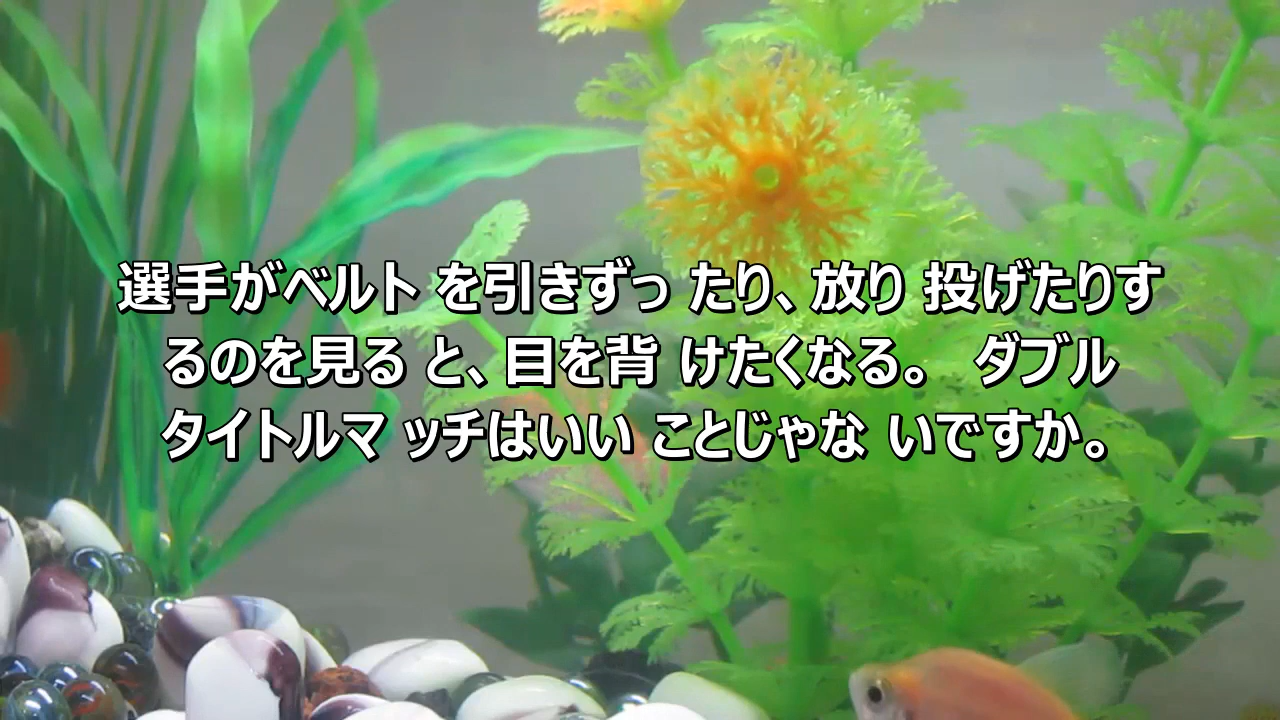 選手がベルト を引きずっ たり、放り 投げたりす
るのを見る と、目を背 けたくなる。 ダブル
タイトルマ ッチはいい ことじゃな いですか。